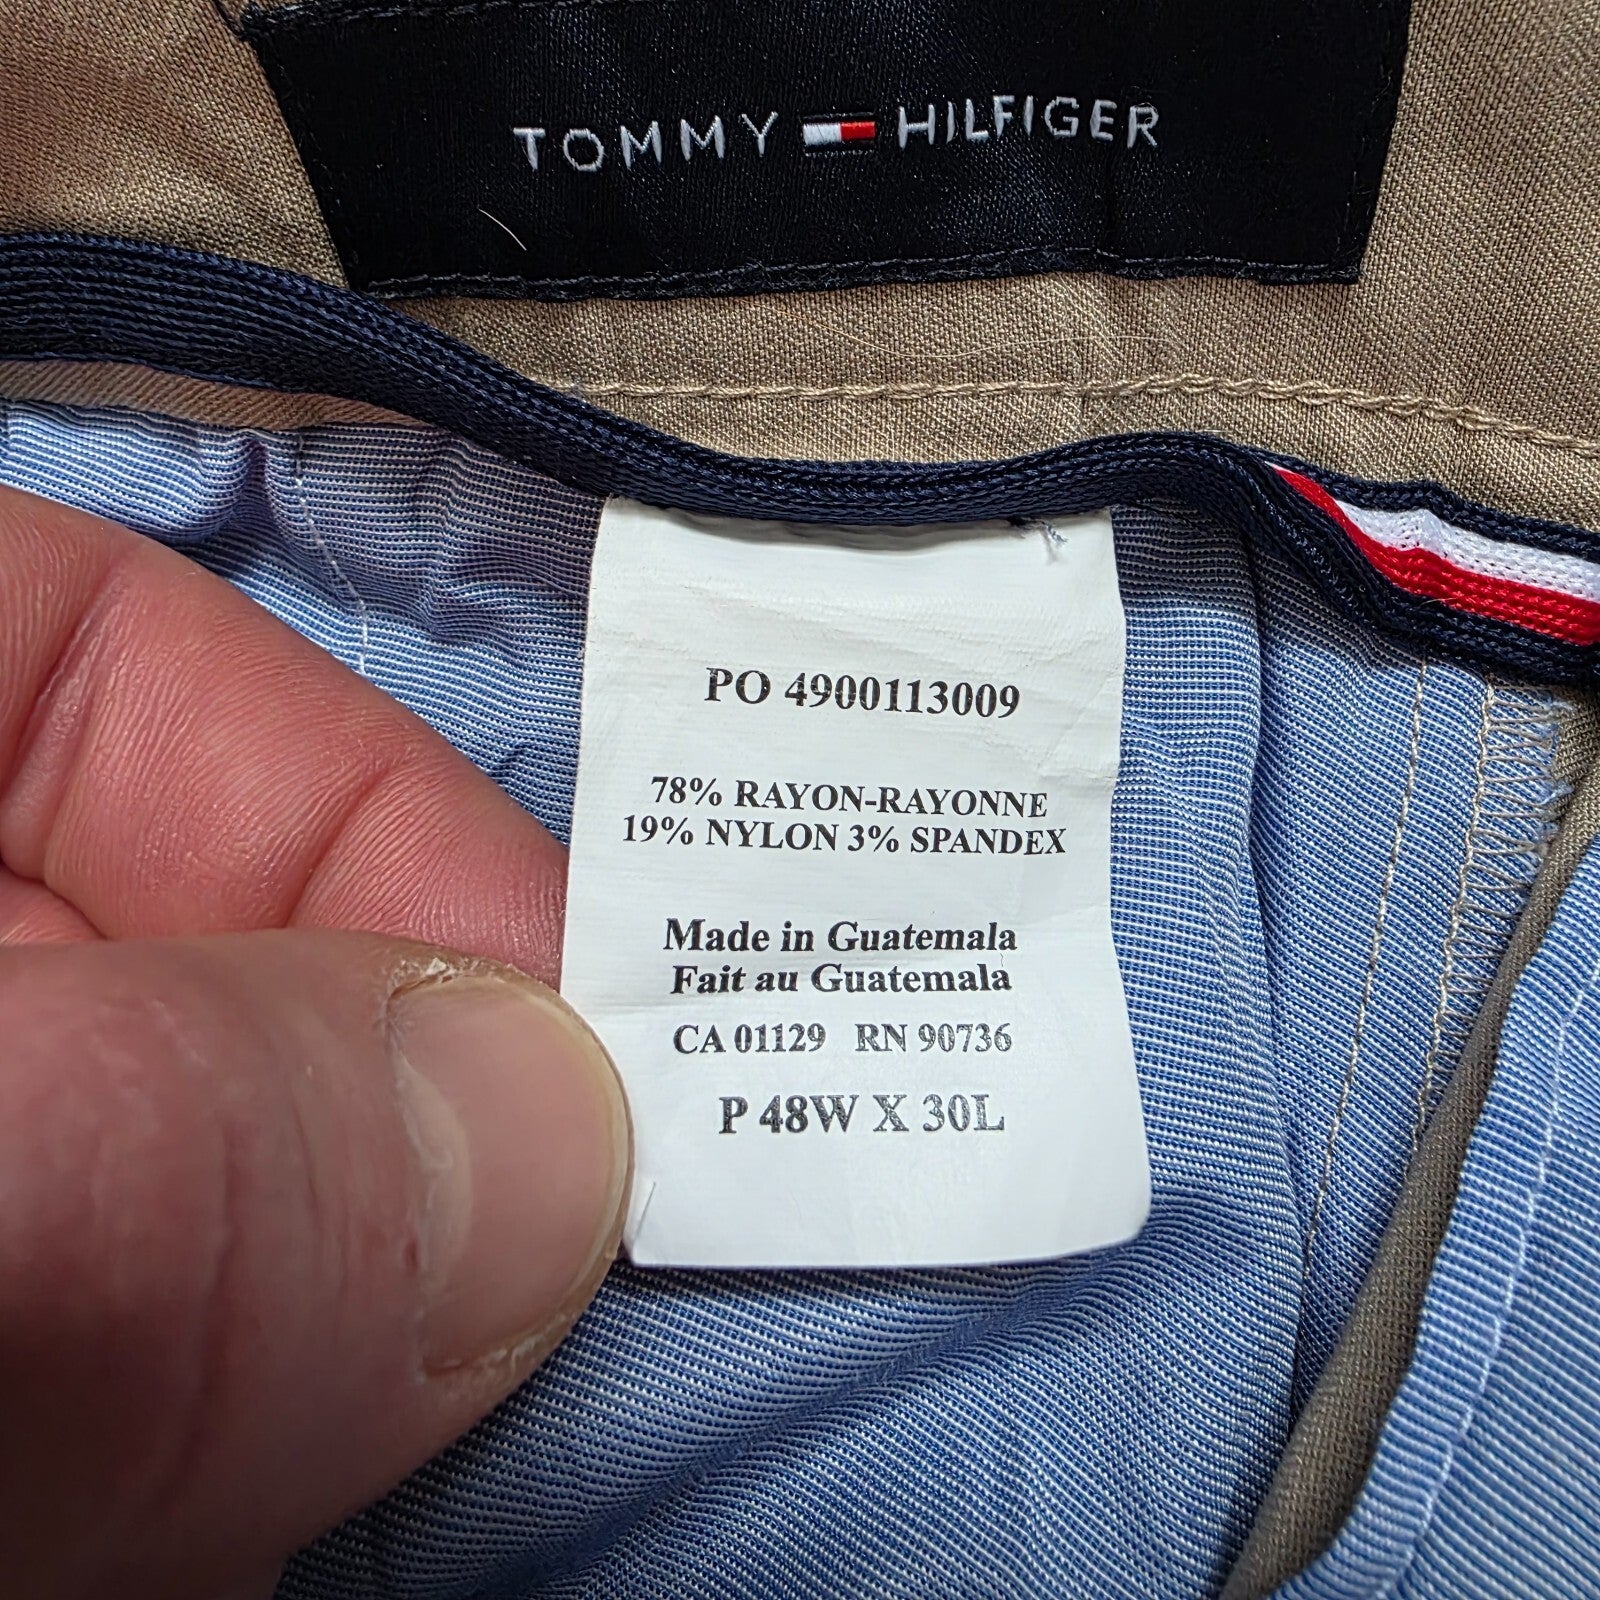 TOMMY HILFIGER
PO 4900113009
78% RAYON-RAYONNE
19% NYLON 3% SPANDEX
Made in Guatemala
Fait au Guatemala
CA 01129 RN 90736
P 48W X 30L